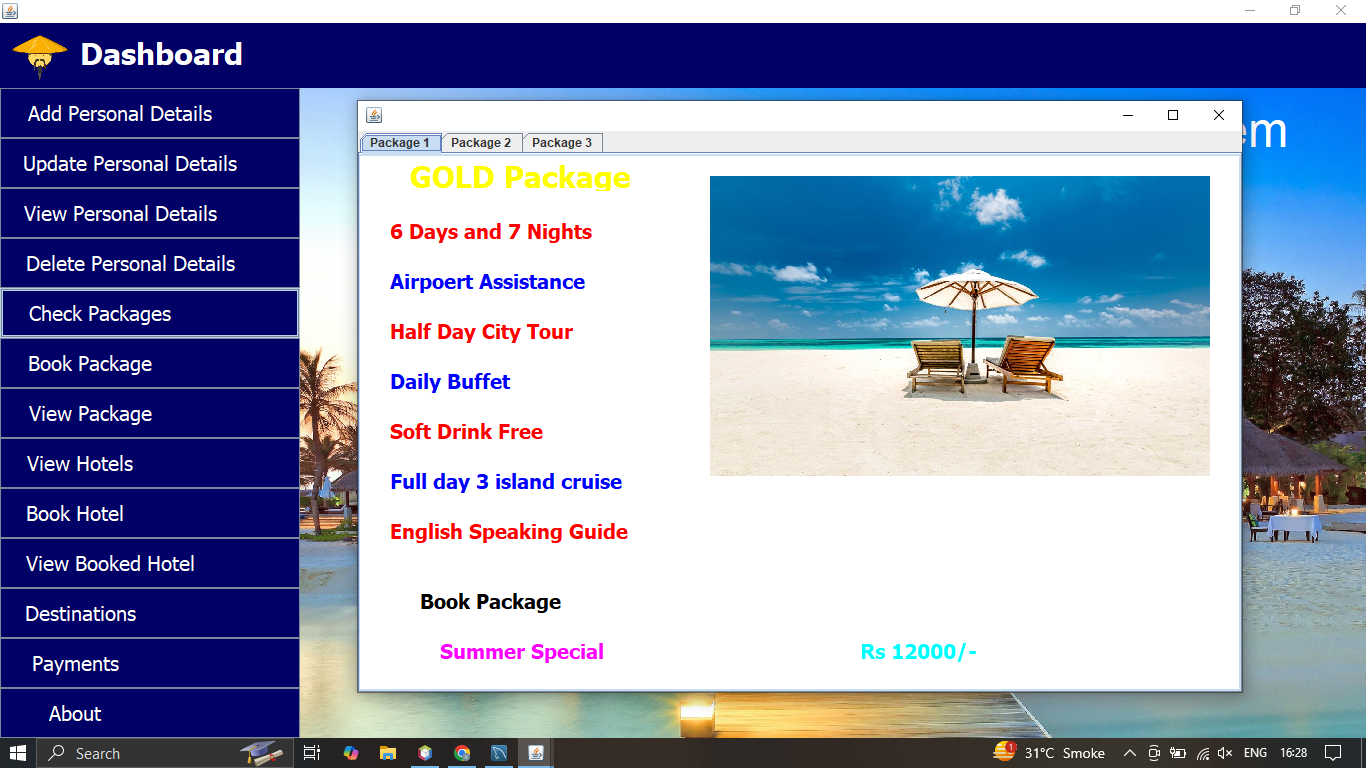 Dashboard
Add Personal Details
Update Personal Details
View Personal Details
Delete Personal Details
Check Packages
Book Package
View Package
View Hotels
Book Hotel
View Booked Hotel
Destinations
Payments
About
em
Package 1 Package 2 Package 3
GOLD Package
6 Days and 7 Nights
Airpoert Assistance
Half Day City Tour
Daily Buffet
Soft Drink Free
Full day 3 island cruise
English Speaking Guide
Book Package
Summer Special Rs 12000/-
Search 1 31°C Smoke ENG 16:28